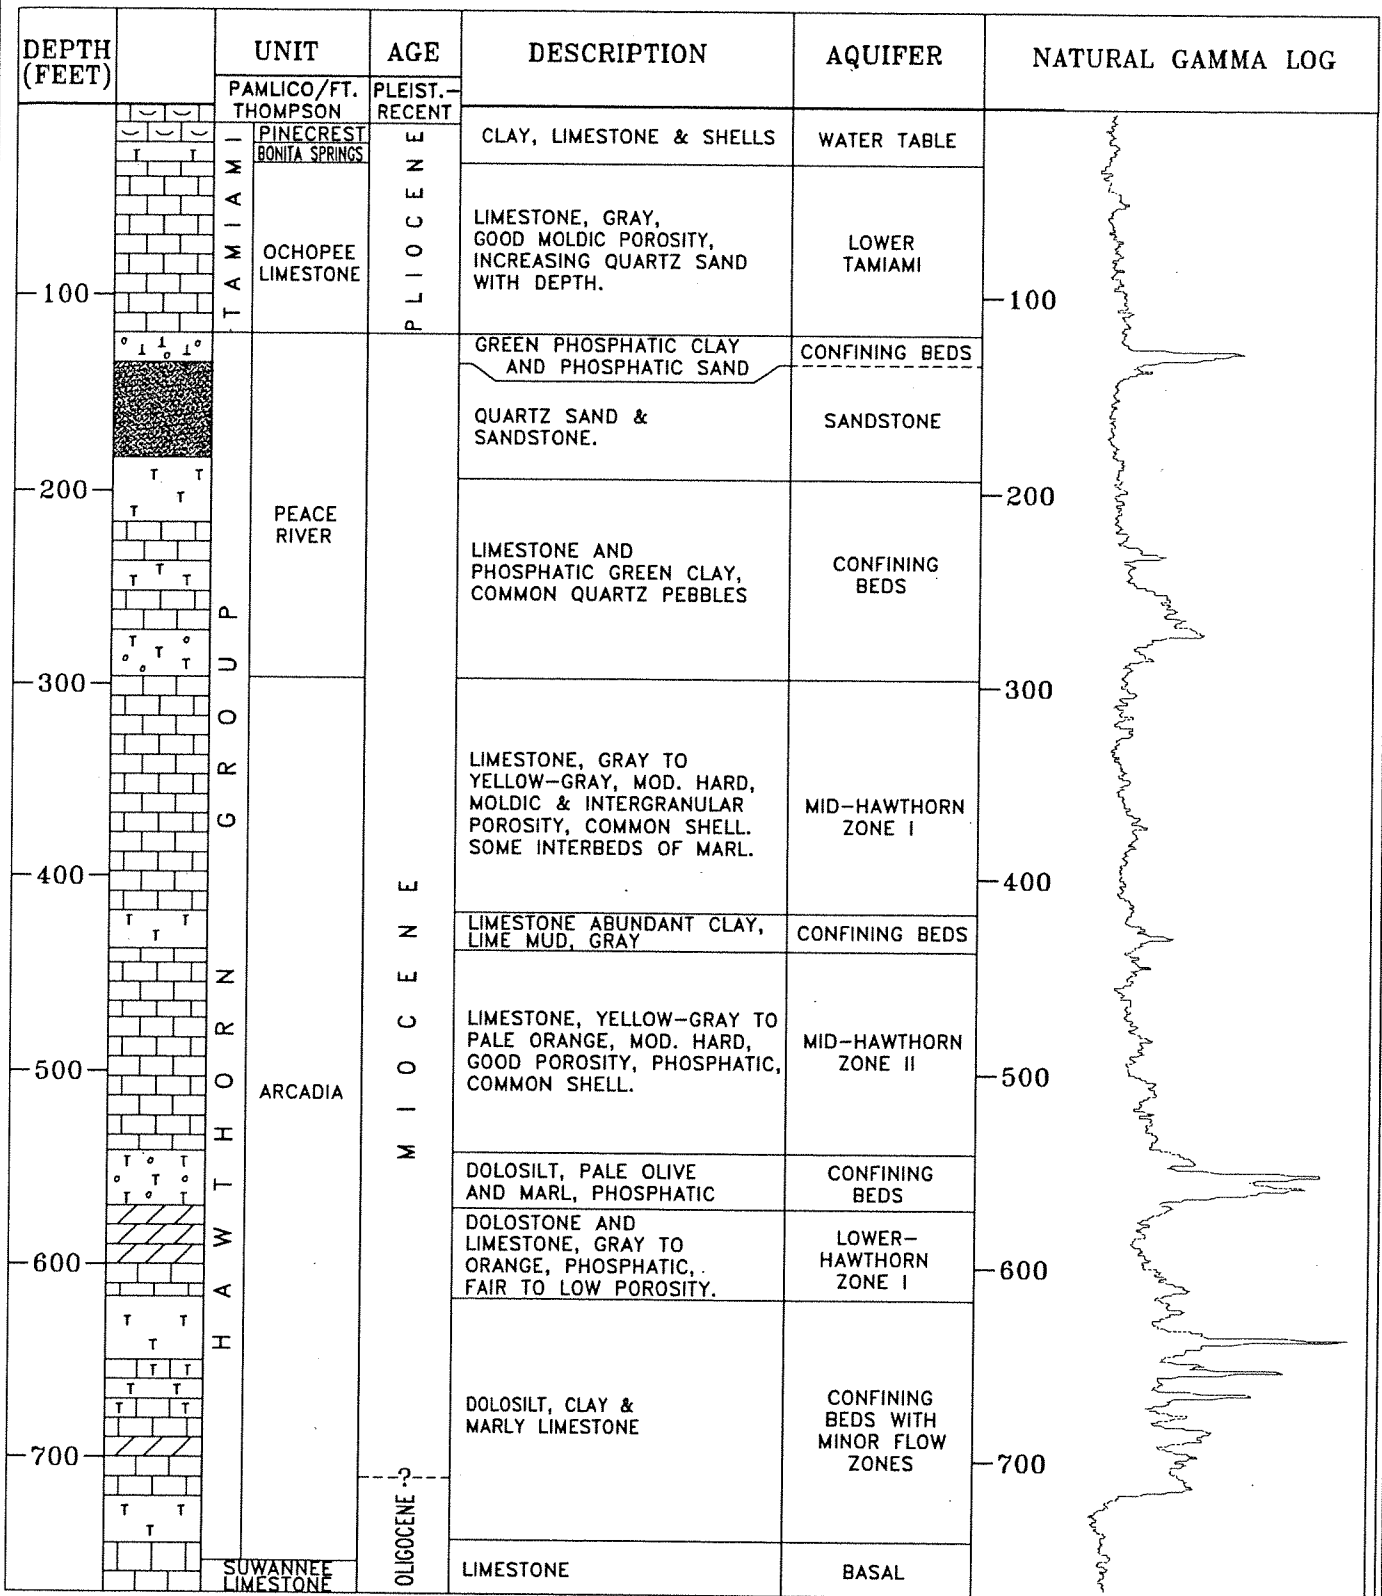 DEPTH
(FEET)
UNIT
AGE
DESCRIPTION
AQUIFER
NATURAL GAMMA LOG
PAMLICO/FT.
THOMPSON
PLEIST.-
RECENT
TAMIAMI
PINECREST
BONITA SPRINGS
PLIOCENE
CLAY, LIMESTONE & SHELLS
WATER TABLE
OCHOPEE
LIMESTONE
LIMESTONE, GRAY,
GOOD MOLDIC POROSITY,
INCREASING QUARTZ SAND
WITH DEPTH.
LOWER
TAMIAMI
100
100
GREEN PHOSPHATIC CLAY
AND PHOSPHATIC SAND
CONFINING BEDS
QUARTZ SAND &
SANDSTONE.
SANDSTONE
T T
T
T
200
200
HAWTHORN GROUP
PEACE
RIVER
MIOCENE
LIMESTONE AND
PHOSPHATIC GREEN CLAY,
COMMON QUARTZ PEBBLES
CONFINING
BEDS
T
T T
T
T T
300
300
LIMESTONE, GRAY TO
YELLOW-GRAY, MOD. HARD,
MOLDIC & INTERGRANULAR
POROSITY, COMMON SHELL.
SOME INTERBEDS OF MARL.
MID-HAWTHORN
ZONE I
400
400
T T
T
LIMESTONE ABUNDANT CLAY,
LIME MUD, GRAY
CONFINING BEDS
ARCADIA
LIMESTONE, YELLOW-GRAY TO
PALE ORANGE, MOD. HARD,
GOOD POROSITY, PHOSPHATIC,
COMMON SHELL.
MID-HAWTHORN
ZONE II
500
500
T T
T
T T
DOLOSILT, PALE OLIVE
AND MARL, PHOSPHATIC
CONFINING
BEDS
DOLOSTONE AND
LIMESTONE, GRAY TO
ORANGE, PHOSPHATIC,
FAIR TO LOW POROSITY.
LOWER-
HAWTHORN
ZONE I
600
600
T T
T
T T
T T
T T
DOLOSILT, CLAY &
MARLY LIMESTONE
CONFINING
BEDS WITH
MINOR FLOW
ZONES
700
700
?
OLIGOCENE
T T
T
SUWANNEE
LIMESTONE
LIMESTONE
BASAL